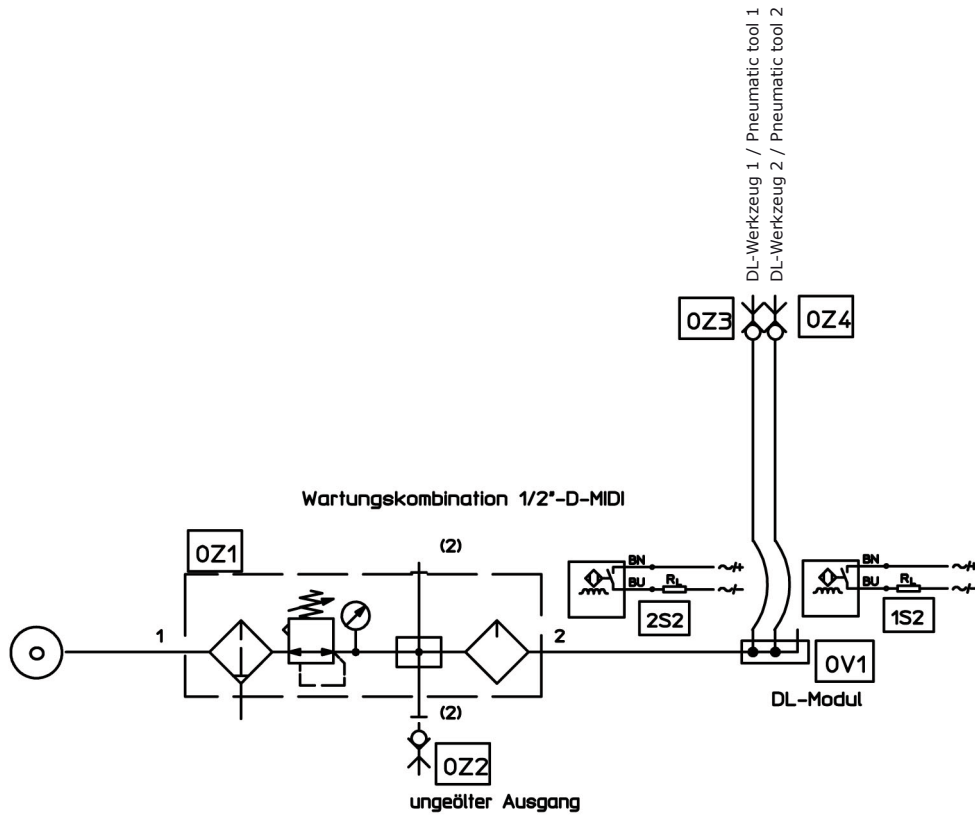 DL-Werkzeug 1 / Pneumatic tool 1
DL-Werkzeug 2 / Pneumatic tool 2
0Z3
0Z4
Wartungskombination 1/2"-D-MIDI
0Z1
(2)
BN
BU
RL
2S2
BN
BU
RL
1S2
1
2
0V1
DL-Modul
(2)
0Z2
ungeölter Ausgang